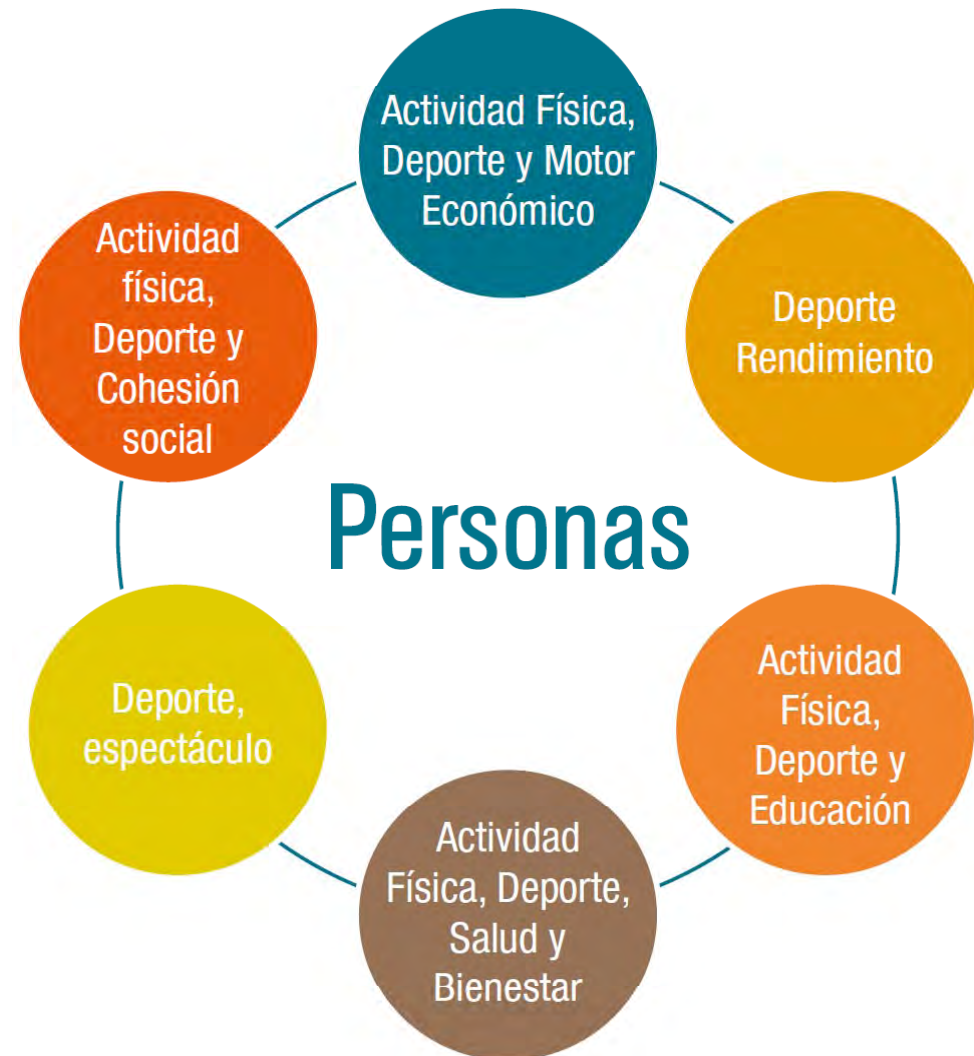 Actividad Física,
Deporte y Motor
Económico
Deporte
Rendimiento
Actividad
Física,
Deporte y
Educación
Actividad
Física, Deporte,
Salud y
Bienestar
Deporte,
espectáculo
Actividad
física,
Deporte y
Cohesión
social
Personas